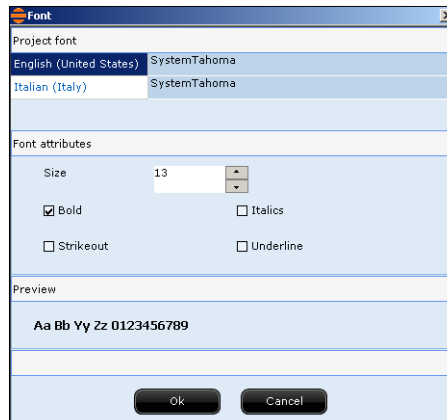 Font
Project font
English (United States) SystemTahoma
Italian (Italy) SystemTahoma
Font attributes
Size 13
Bold Italics
Strikeout Underline
Preview
Aa Bb Yy Zz 0123456789
Ok Cancel